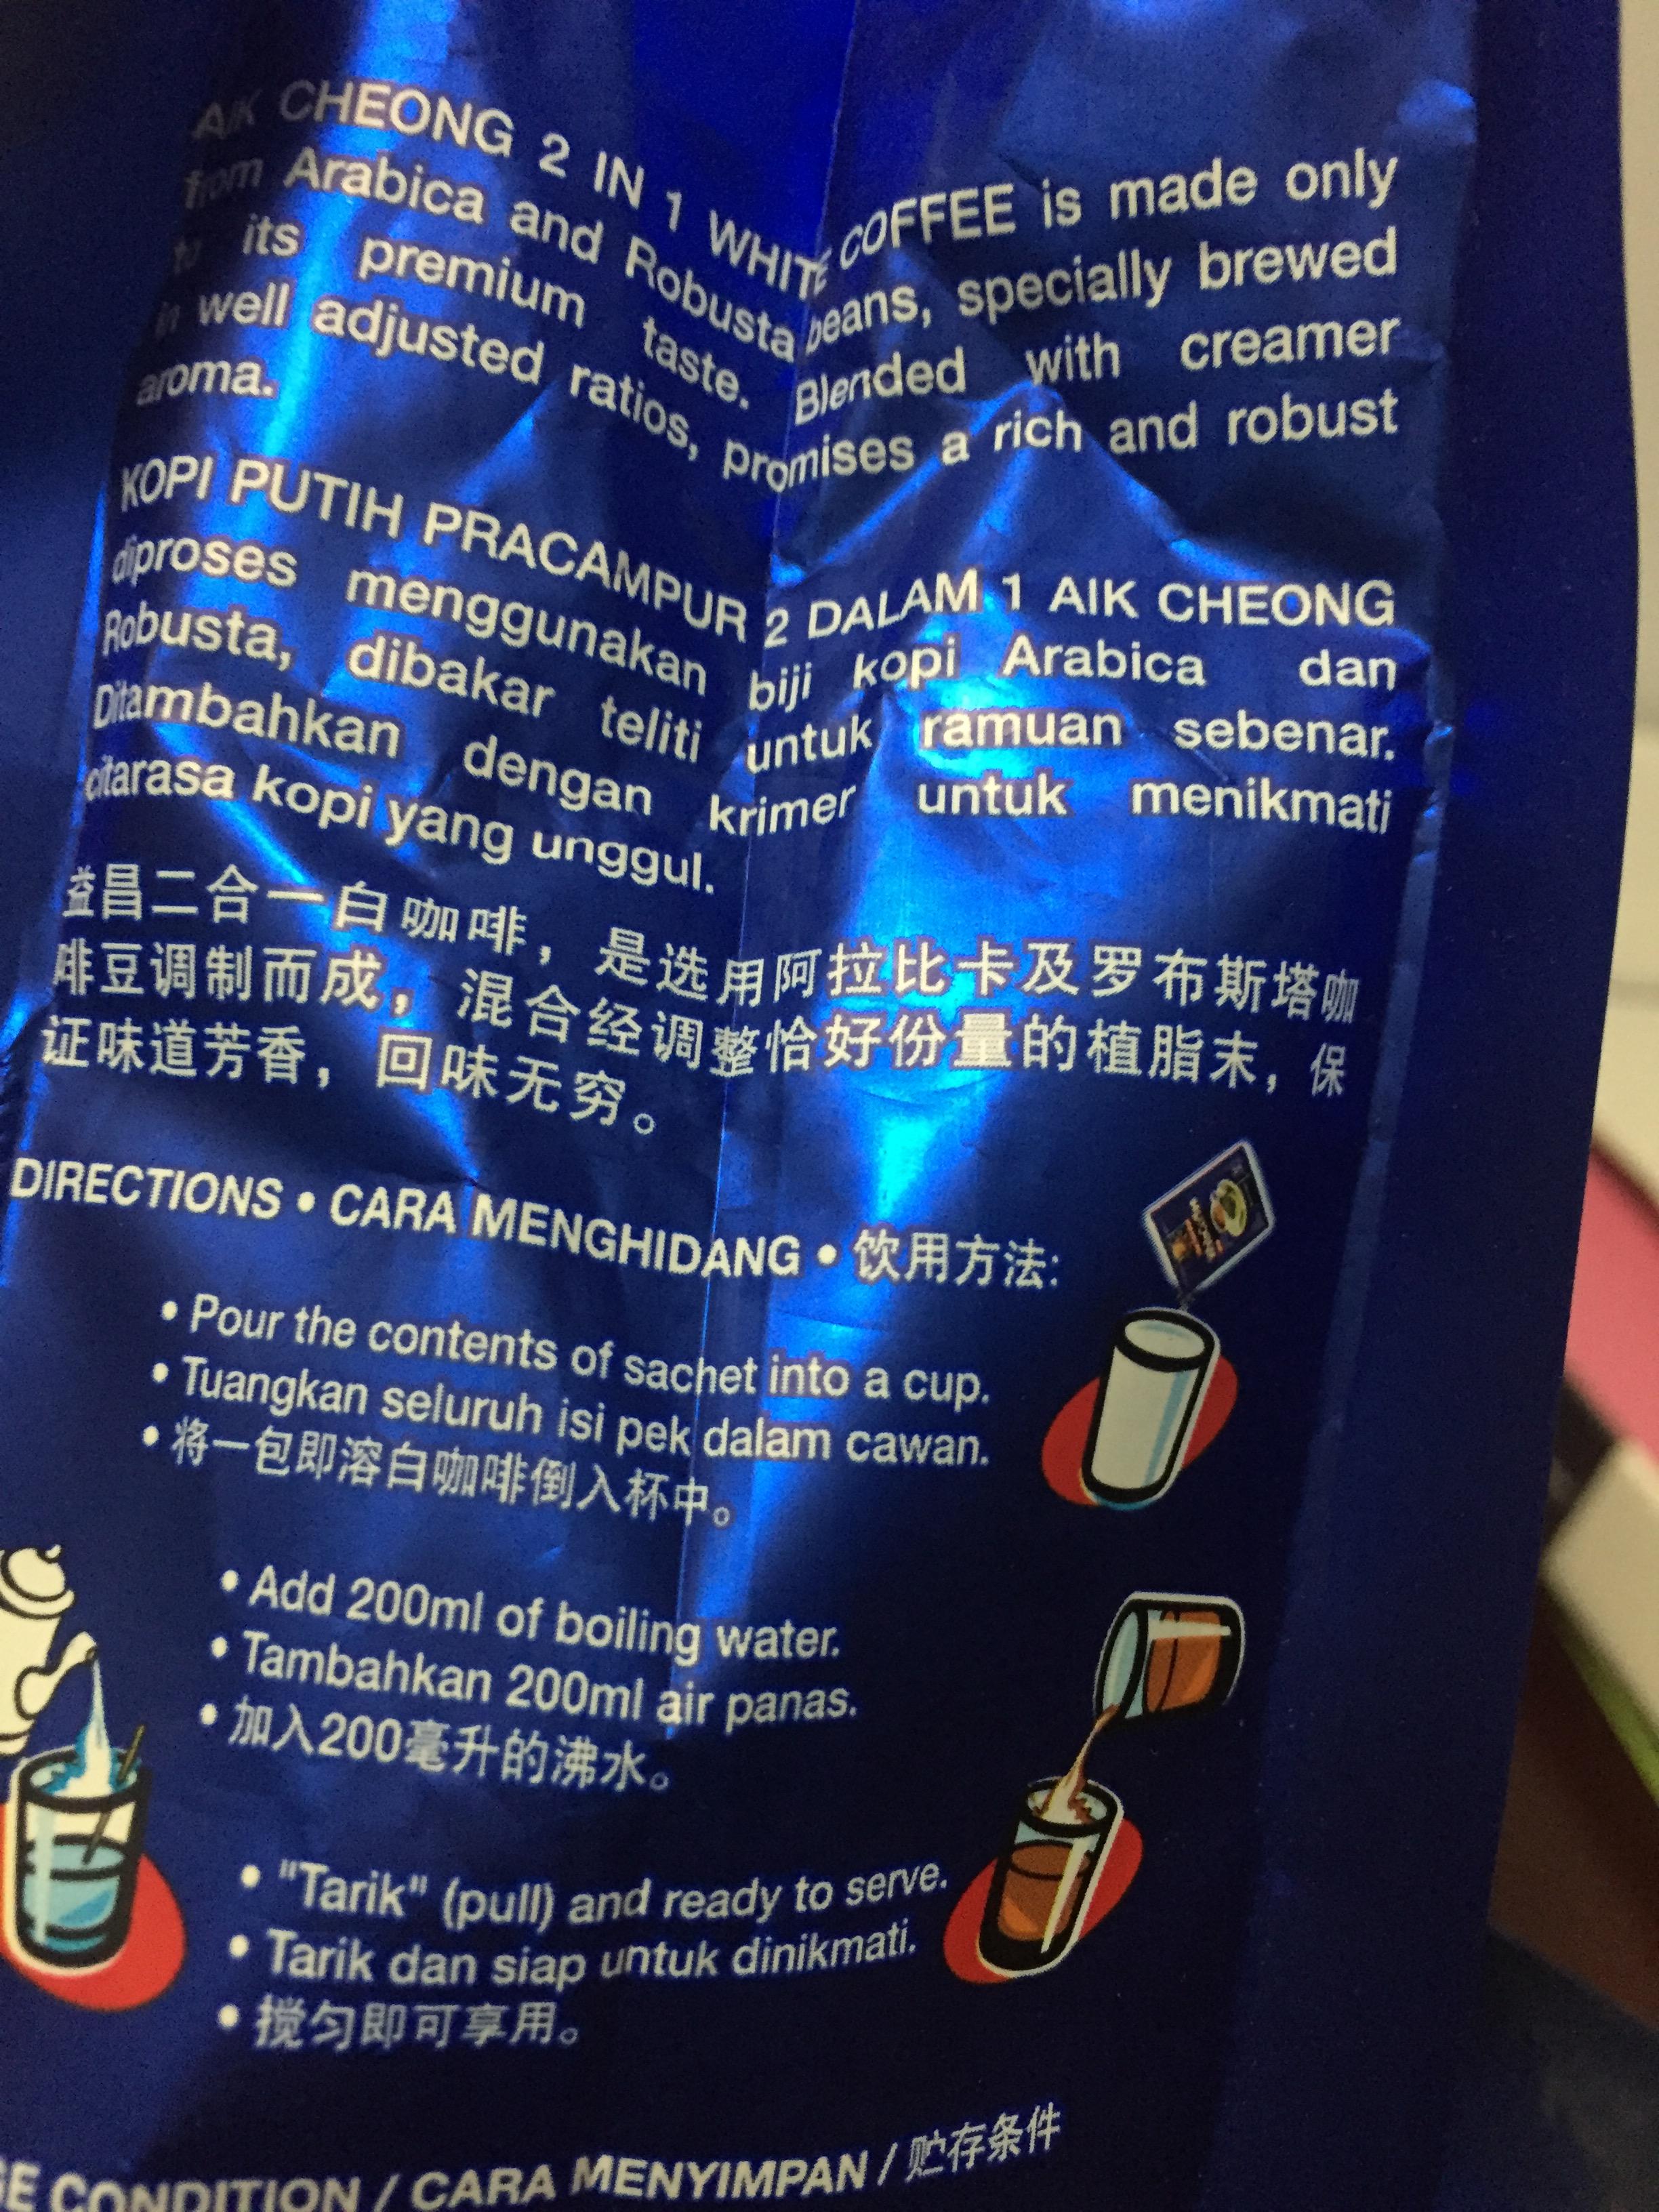 AIK CHEONG 2 IN 1 WHITE COFFEE is made only
from Arabica and Robusta beans, specially brewed
to its premium taste. Blended with creamer
in well adjusted ratios, promises a rich and robust
aroma.
KOPI PUTIH PRACAMPUR 2 DALAM 1 AIK CHEONG
diproses menggunakan biji kopi Arabica dan
Robusta, dibakar teliti untuk ramuan sebenar.
Ditambahkan dengan krimer untuk menikmati
citarasa kopi yang unggul.
益昌二合一白咖啡，是选用阿拉比卡及罗布斯塔咖
啡豆调制而成，混合经调整恰好份量的植脂末，保
证味道芳香，回味无穷。
DIRECTIONS • CARA MENGHIDANG • 饮用方法:
• Pour the contents of sachet into a cup.
• Tuangkan seluruh isi pek dalam cawan.
• 将一包即溶白咖啡倒入杯中。
• Add 200ml of boiling water.
• Tambahkan 200ml air panas.
• 加入200毫升的沸水。
• "Tarik" (pull) and ready to serve.
• Tarik dan siap untuk dinikmati.
• 搅匀即可享用。
GE CONDITION / CARA MENYIMPAN / 贮存条件